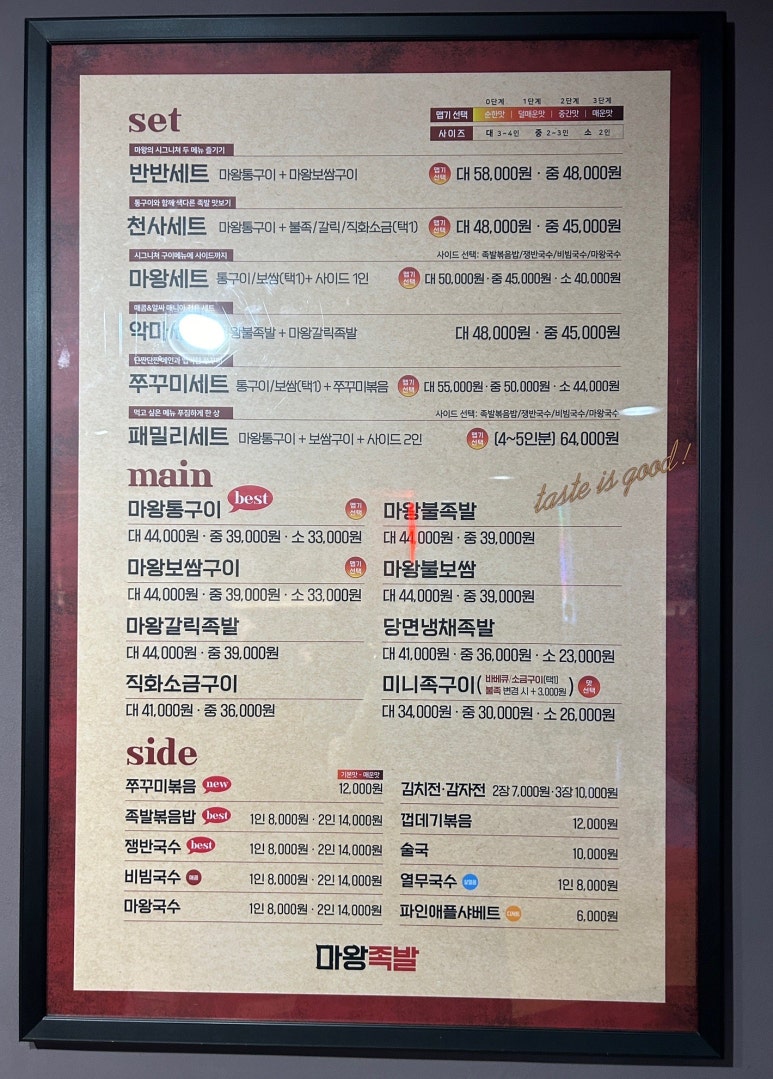 set
0단계 1단계 2단계 3단계
맵기 선택 순한맛 | 덜매운맛 | 중간맛 | 매운맛
사이즈 대 3~4인 중 2~3인 소 2인
마왕의 시그니처 두 메뉴 즐기기
반반세트 마왕통구이 + 마왕보쌈구이 맵기 선택 대 58,000원 · 중 48,000원
통구이와 함께 색다른 족발 맛보기
천사세트 마왕통구이 + 불족/갈릭/직화소금(택1) 맵기 선택 대 48,000원 · 중 45,000원
시그니처 구이메뉴에 사이드까지 사이드 선택: 족발볶음밥/쟁반국수/비빔국수/마왕국수
마왕세트 통구이/보쌈(택1)+ 사이드 1인 맵기 선택 대 50,000원 · 중 45,000원 · 소 40,000원
매콤&알싸 매니아
악마 불족발 + 마왕갈릭족발 대 48,000원 · 중 45,000원
쭈꾸미세트 통구이/보쌈(택1) + 쭈꾸미볶음 맵기 선택 대 55,000원 · 중 50,000원 · 소 44,000원
먹고 싶은 메뉴 푸짐하게 한 상 사이드 선택: 족발볶음밥/쟁반국수/비빔국수/마왕국수
패밀리세트 마왕통구이 + 보쌈구이 + 사이드 2인 맵기 선택 (4~5인분) 64,000원
taste is good!
main
마왕통구이 best 맵기 선택
대 44,000원 · 중 39,000원 · 소 33,000원
마왕불족발
대 44,000원 · 중 39,000원
마왕보쌈구이 맵기 선택
대 44,000원 · 중 39,000원 · 소 33,000원
마왕불보쌈
대 44,000원 · 중 39,000원
마왕갈릭족발
대 44,000원 · 중 39,000원
당면냉채족발
대 41,000원 · 중 36,000원 · 소 23,000원
직화소금구이
대 41,000원 · 중 36,000원
미니족구이( 바베큐/소금구이(택1) 불족 변경 시 + 3,000원 ) 맛 선택
대 34,000원 · 중 30,000원 · 소 26,000원
side
기본맛 - 매운맛
쭈꾸미볶음 new 12,000원
족발볶음밥 best 1인 8,000원 · 2인 14,000원
쟁반국수 best 1인 8,000원 · 2인 14,000원
비빔국수 매콤 1인 8,000원 · 2인 14,000원
마왕국수 1인 8,000원 · 2인 14,000원
김치전·감자전 2장 7,000원 · 3장 10,000원
껍데기볶음 12,000원
술국 10,000원
열무국수 1인 8,000원
파인애플샤베트 디저트 6,000원
마왕족발